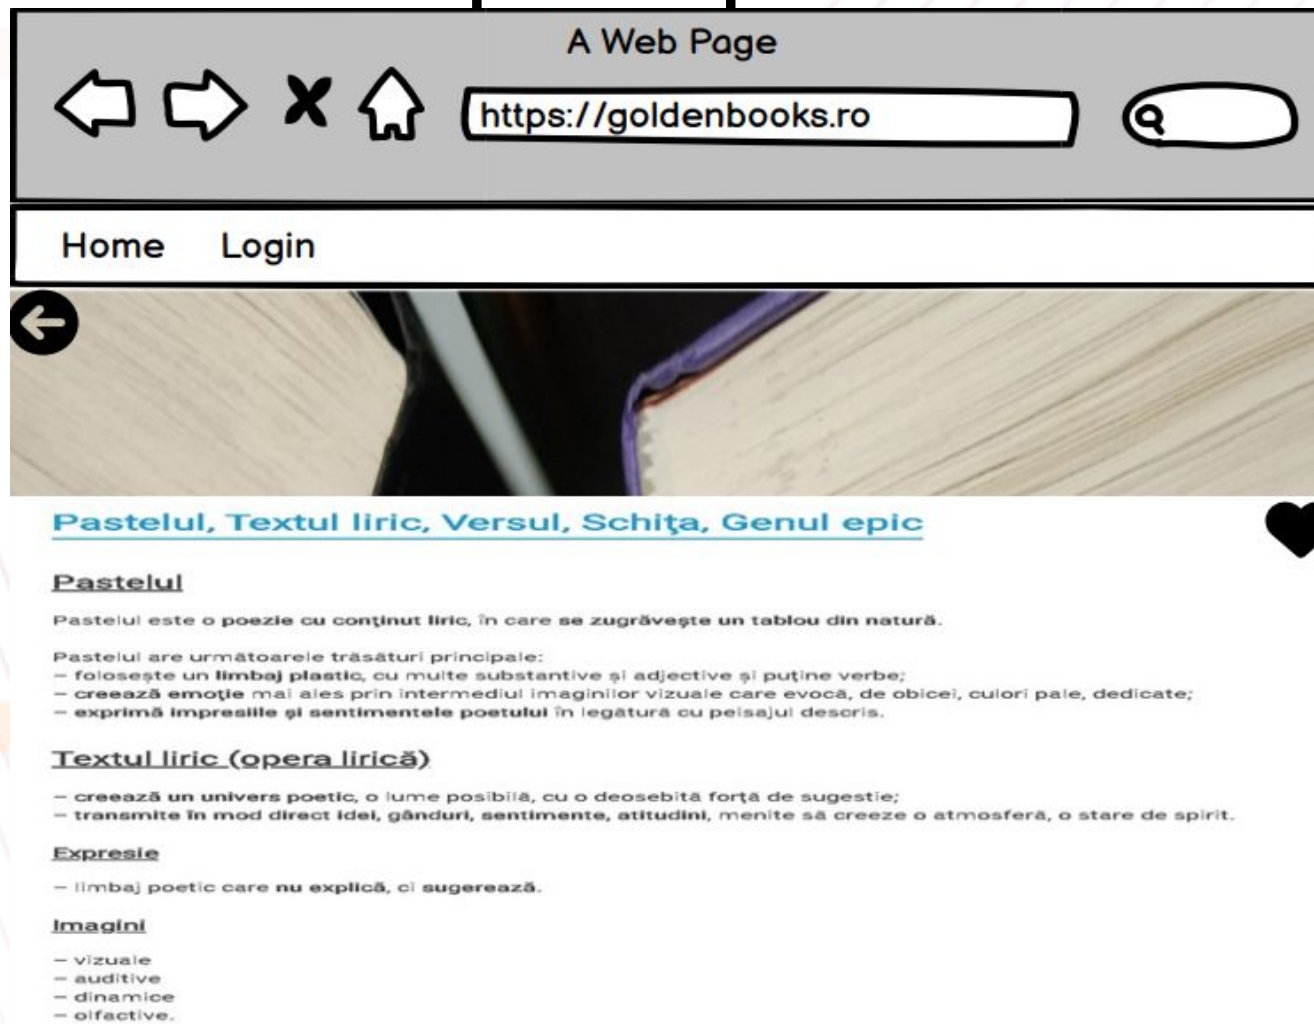 A Web Page
https://goldenbooks.ro
Home Login
Pastelul, Textul liric, Versul, Schiţa, Genul epic
Pastelul
Pastelul este o poezie cu conţinut liric, în care se zugrăveşte un tablou din natură.
Pastelul are următoarele trăsături principale:
– foloseşte un limbaj plastic, cu multe substantive şi adjective şi puţine verbe;
– creează emoţie mai ales prin intermediul imaginilor vizuale care evocă, de obicei, culori pale, dedicate;
– exprimă impresiile şi sentimentele poetului în legătură cu peisajul descris.
Textul liric (opera lirică)
– creează un univers poetic, o lume posibilă, cu o deosebită forţă de sugestie;
– transmite în mod direct idei, gânduri, sentimente, atitudini, menite să creeze o atmosferă, o stare de spirit.
Expresie
– limbaj poetic care nu explică, ci sugerează.
Imagini
– vizuale
– auditive
– dinamice
– olfactive.